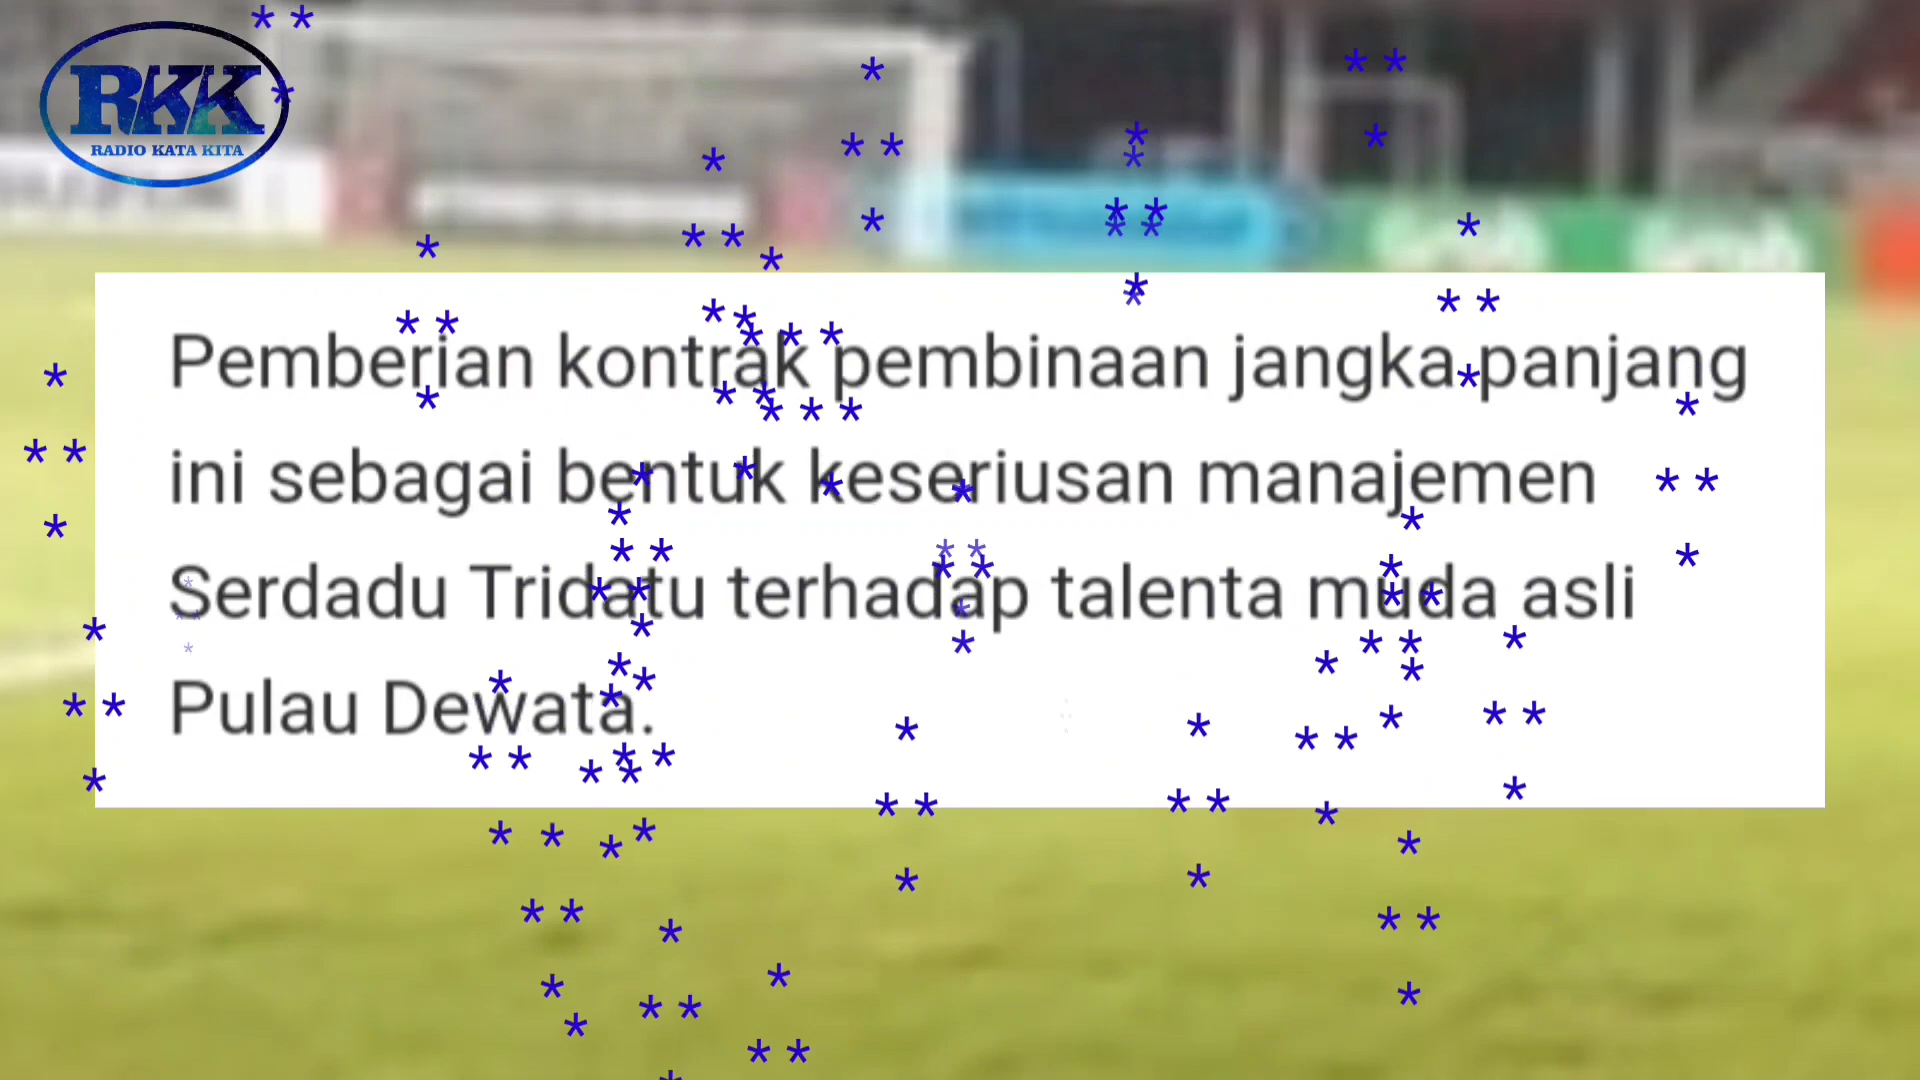 RKK
RADIO KATA KITA
Pemberian kontrak pembinaan jangka panjang
ini sebagai bentuk keseriusan manajemen
Serdadu Tridatu terhadap talenta muda asli
Pulau Dewata.